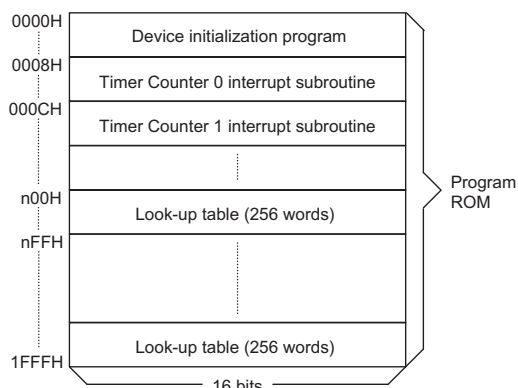 0000H
Device initialization program
0008H
Timer Counter 0 interrupt subroutine
000CH
Timer Counter 1 interrupt subroutine
n00H
Look-up table (256 words)
nFFH
Program
ROM
Look-up table (256 words)
1FFFH
16 bits